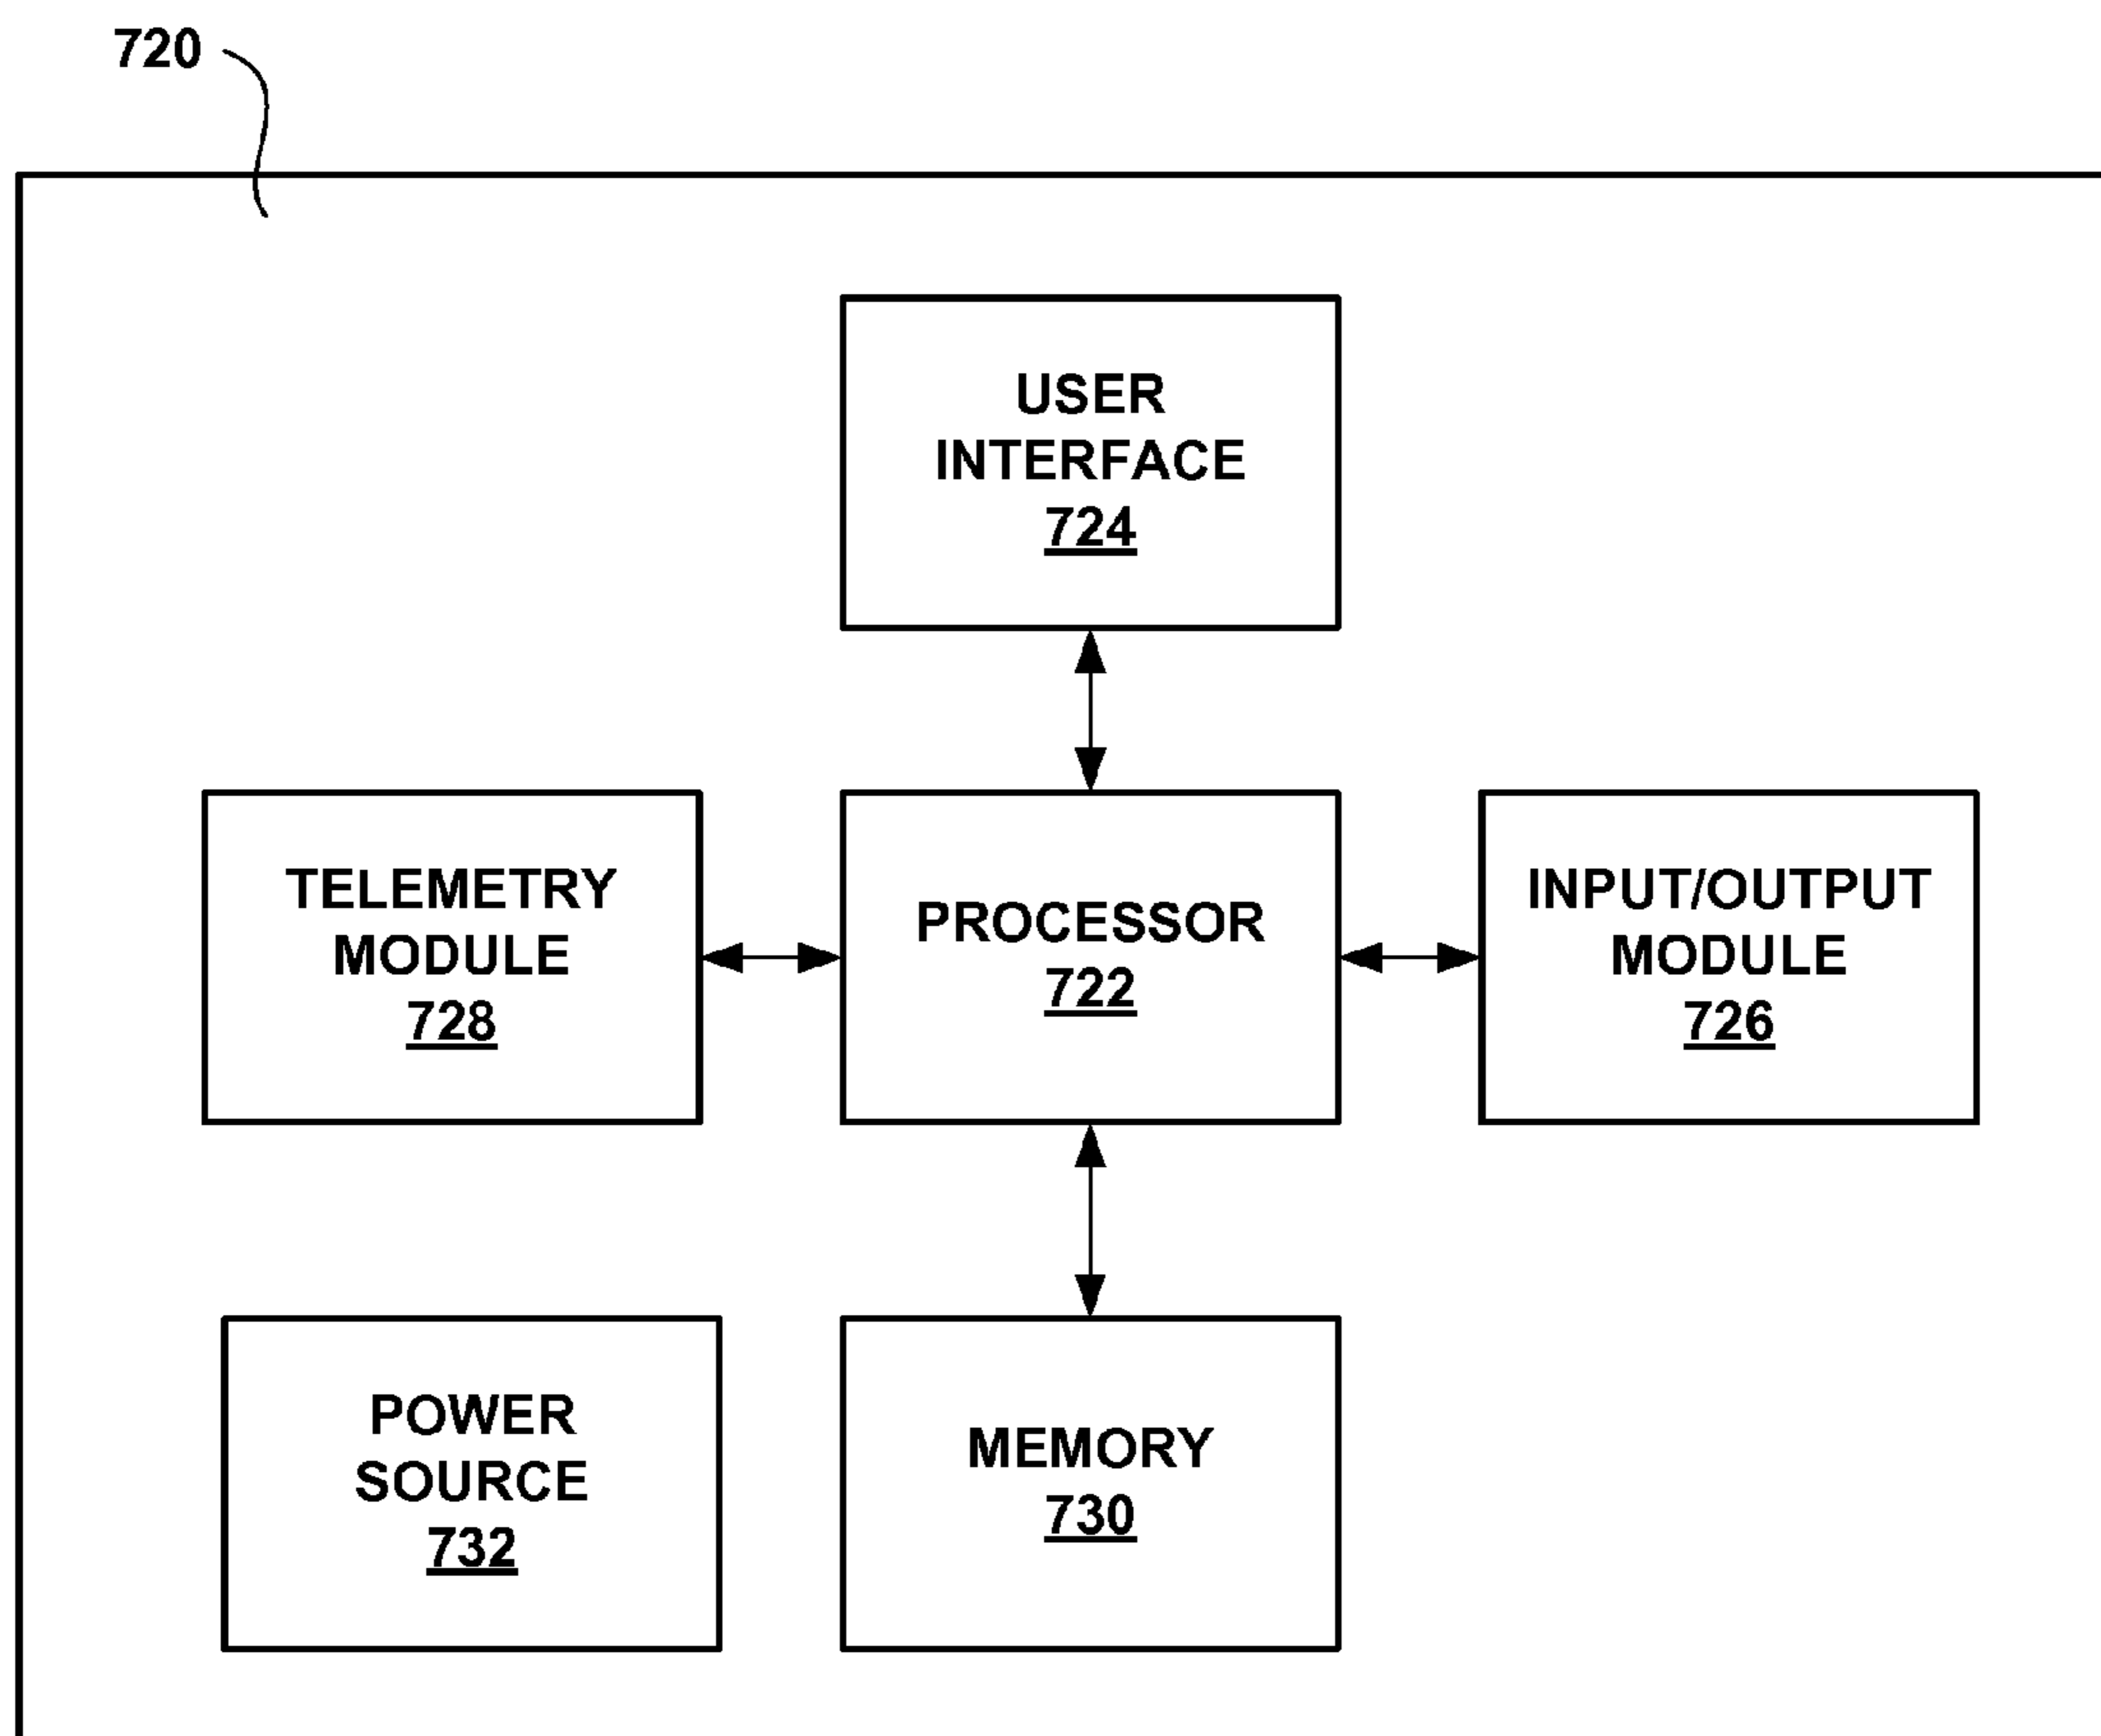 720
USER
INTERFACE
724
TELEMETRY
MODULE
728
PROCESSOR
722
INPUT/OUTPUT
MODULE
726
POWER
SOURCE
732
MEMORY
730